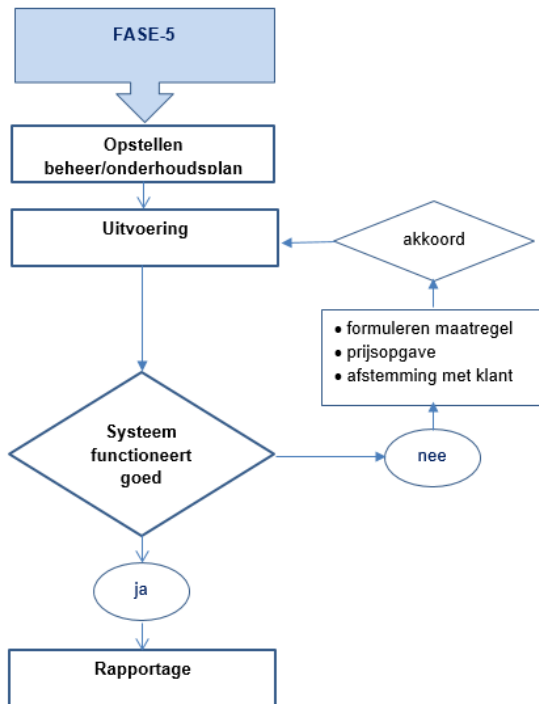 FASE-5
Opstellen
beheer/onderhoudsplan
Uitvoering
akkoord
• formuleren maatregel
• prijsopgave
• afstemming met klant
Systeem
functioneert
goed
nee
ja
Rapportage